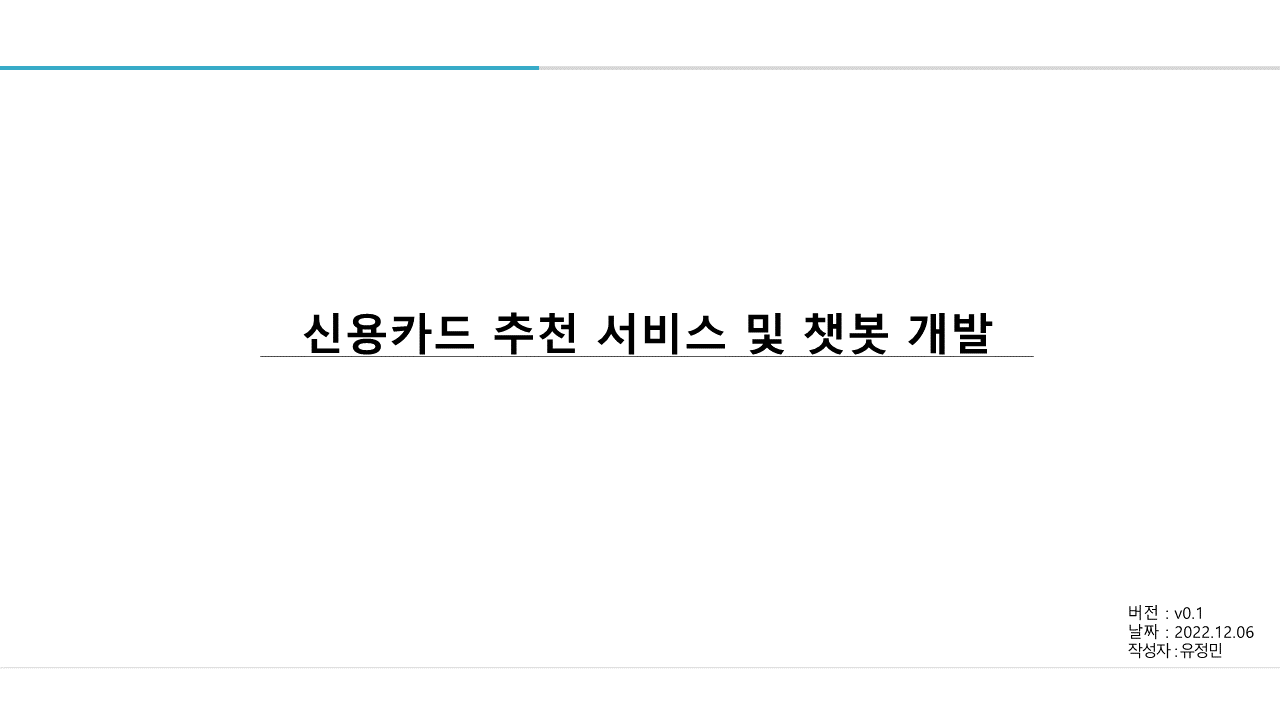 신용카드 추천 서비스 및 챗봇 개발
버전 : v0.1
날짜 : 2022.12.06
작성자 : 유정민